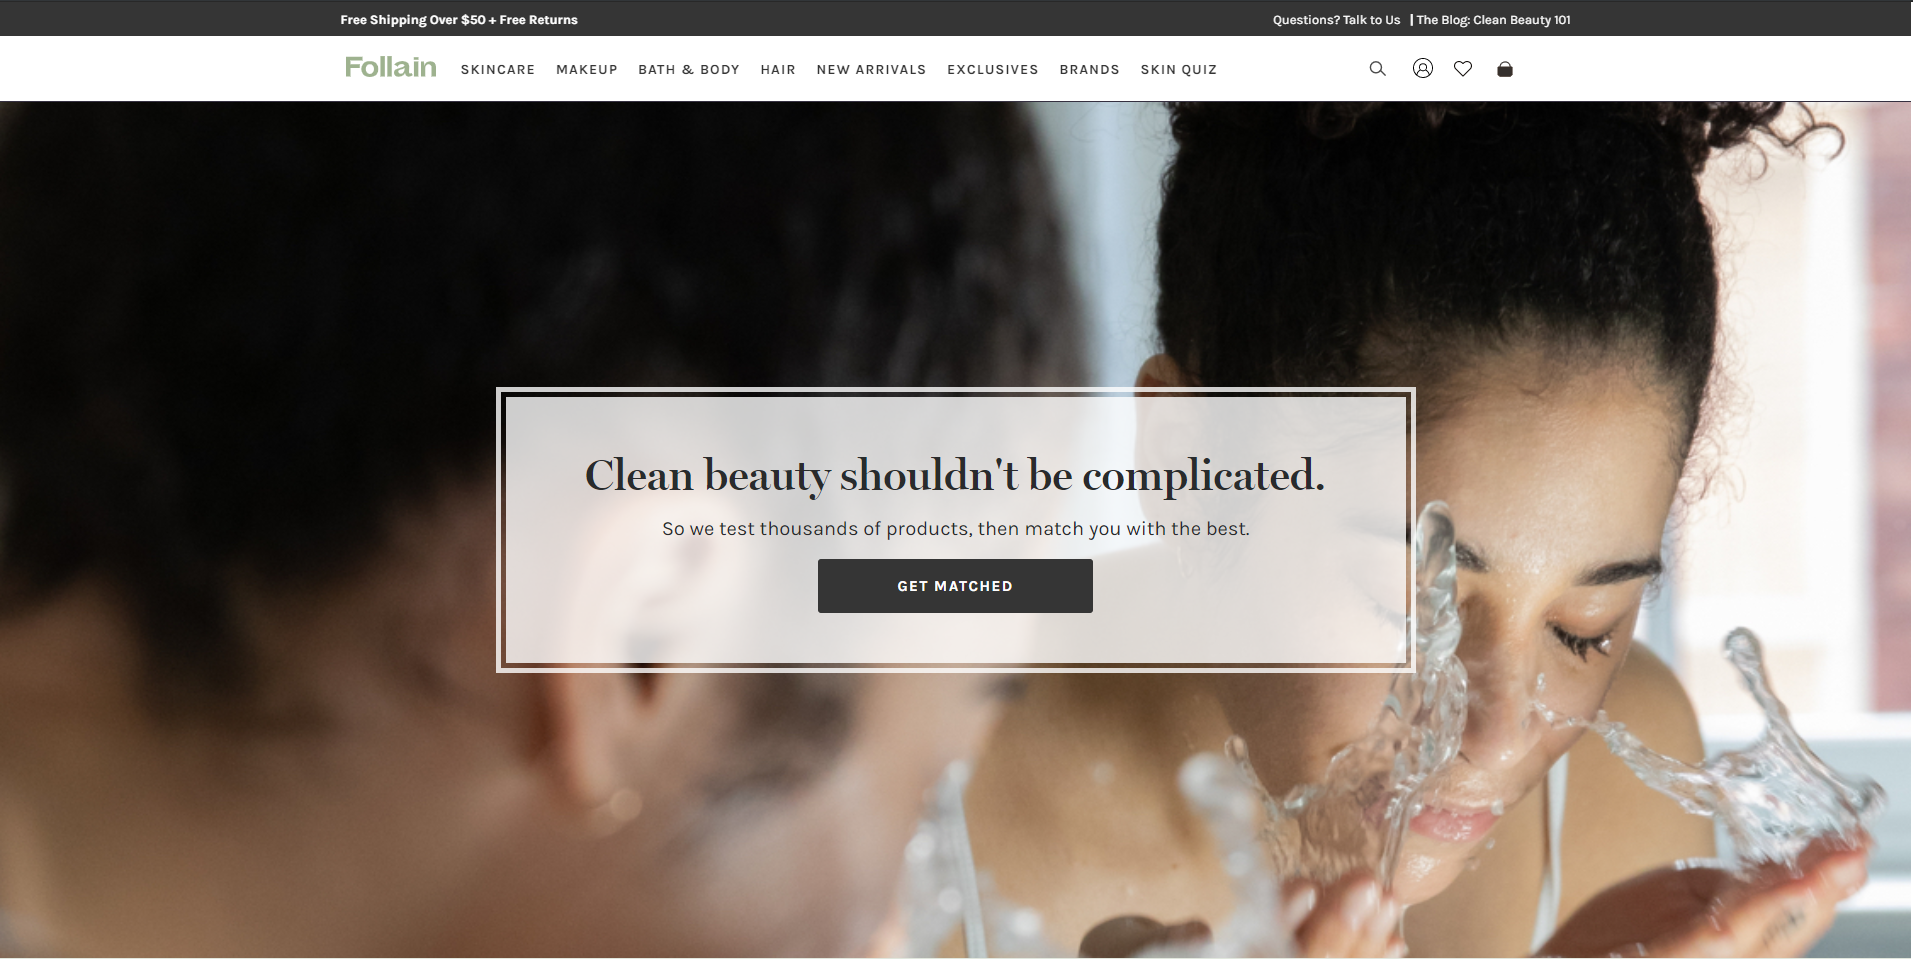 Free Shipping Over $50 + Free Returns
Questions? Talk to Us | The Blog: Clean Beauty 101
Follain SKINCARE MAKEUP BATH & BODY HAIR NEW ARRIVALS EXCLUSIVES BRANDS SKIN QUIZ
Clean beauty shouldn't be complicated.
So we test thousands of products, then match you with the best.
GET MATCHED